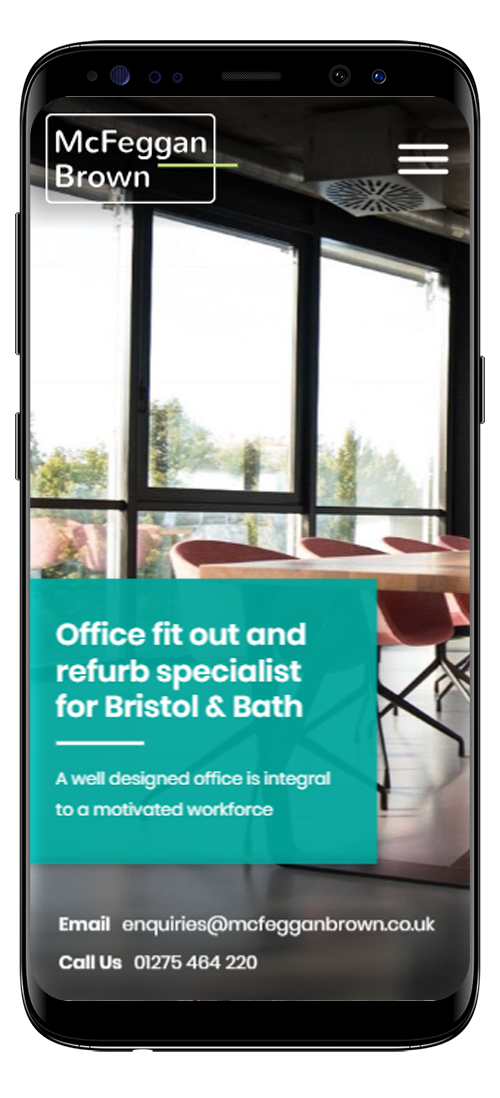 McFeggan
Brown
Office fit out and
refurb specialist
for Bristol & Bath
A well designed office is integral
to a motivated workforce
Email enquiries@mcfegganbrown.co.uk
Call Us 01275 464 220